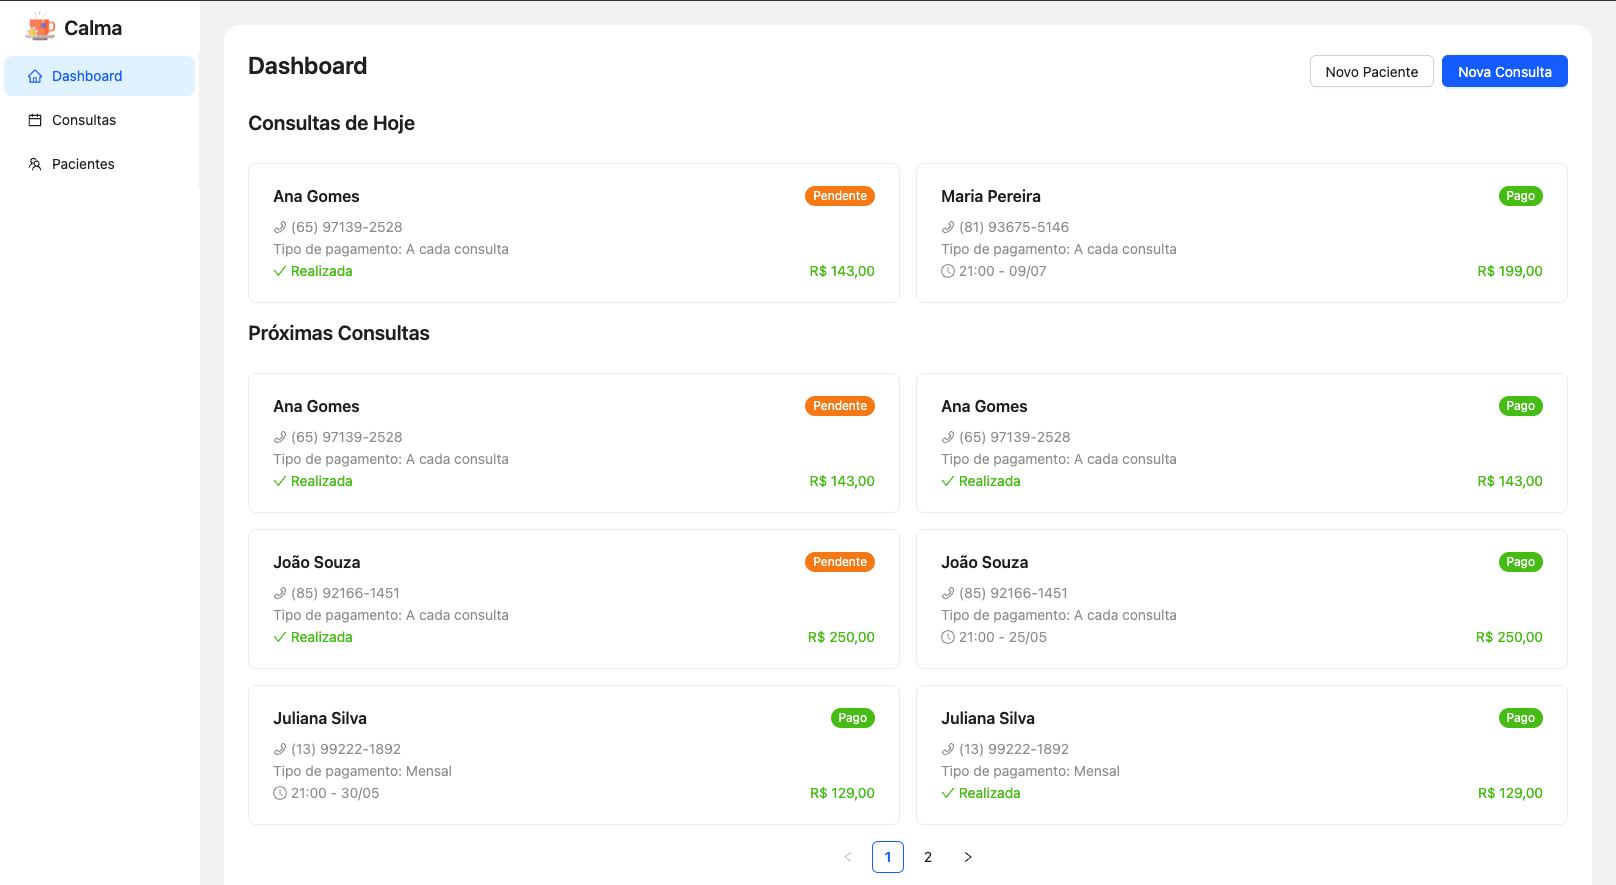 Calma
Dashboard
Consultas
Pacientes
Dashboard
Novo Paciente
Nova Consulta
Consultas de Hoje
Ana Gomes
Pendente
(65) 97139-2528
Tipo de pagamento: A cada consulta
Realizada
R$ 143,00
Maria Pereira
Pago
(81) 93675-5146
Tipo de pagamento: A cada consulta
21:00 - 09/07
R$ 199,00
Próximas Consultas
Ana Gomes
Pendente
(65) 97139-2528
Tipo de pagamento: A cada consulta
Realizada
R$ 143,00
Ana Gomes
Pago
(65) 97139-2528
Tipo de pagamento: A cada consulta
Realizada
R$ 143,00
João Souza
Pendente
(85) 92166-1451
Tipo de pagamento: A cada consulta
Realizada
R$ 250,00
João Souza
Pago
(85) 92166-1451
Tipo de pagamento: A cada consulta
21:00 - 25/05
R$ 250,00
Juliana Silva
Pago
(13) 99222-1892
Tipo de pagamento: Mensal
21:00 - 30/05
R$ 129,00
Juliana Silva
Pago
(13) 99222-1892
Tipo de pagamento: Mensal
Realizada
R$ 129,00
< 1 2 >